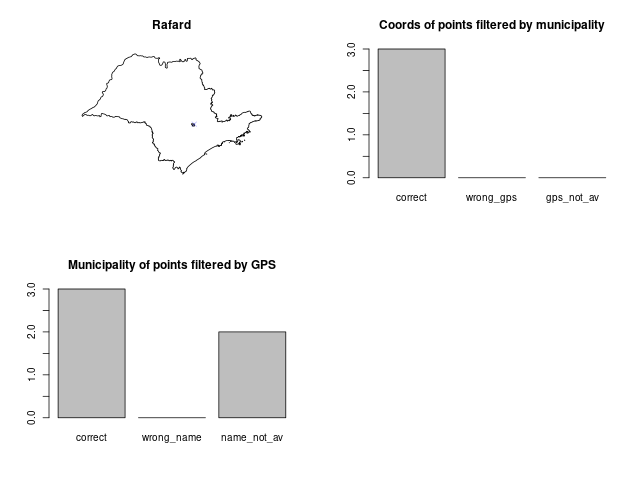 Rafard
Coords of points filtered by municipality
3.0
2.0
1.0
0.0
correct wrong_gps gps_not_av
Municipality of points filtered by GPS
3.0
2.0
1.0
0.0
correct wrong_name name_not_av